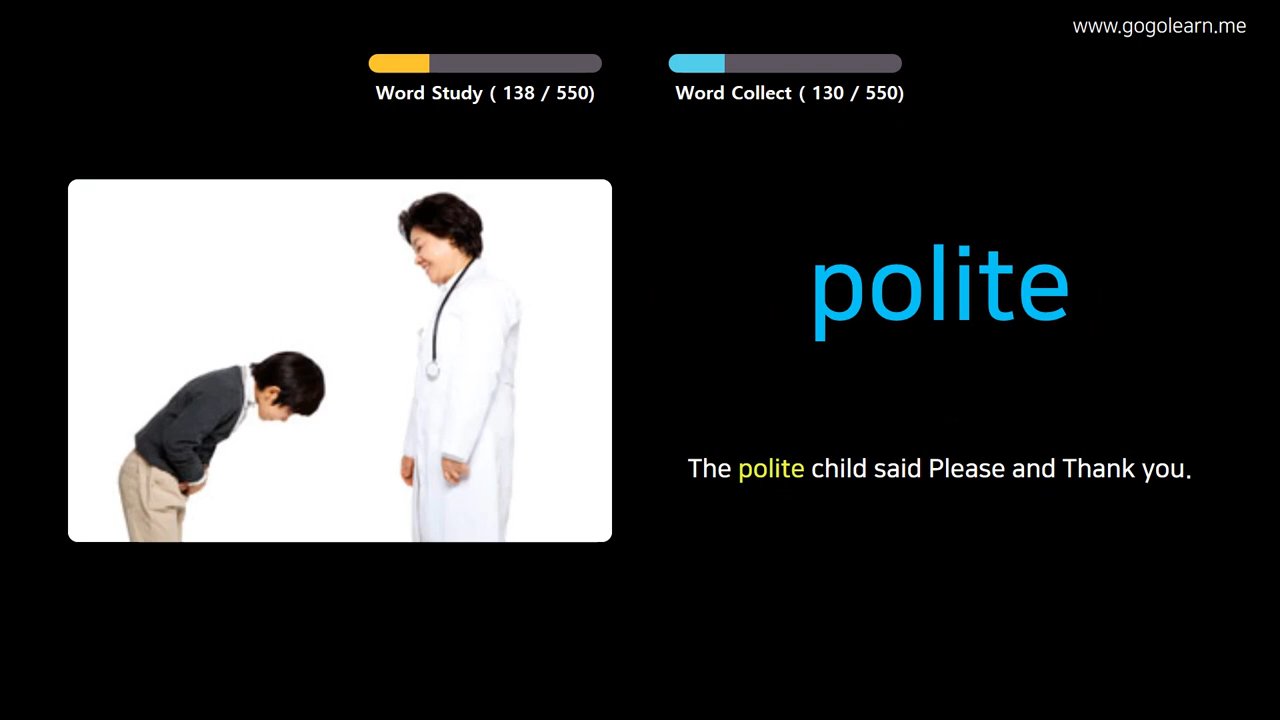 www.gogolearn.me
Word Study ( 138 / 550)
Word Collect ( 130 / 550)
polite
The polite child said Please and Thank you.